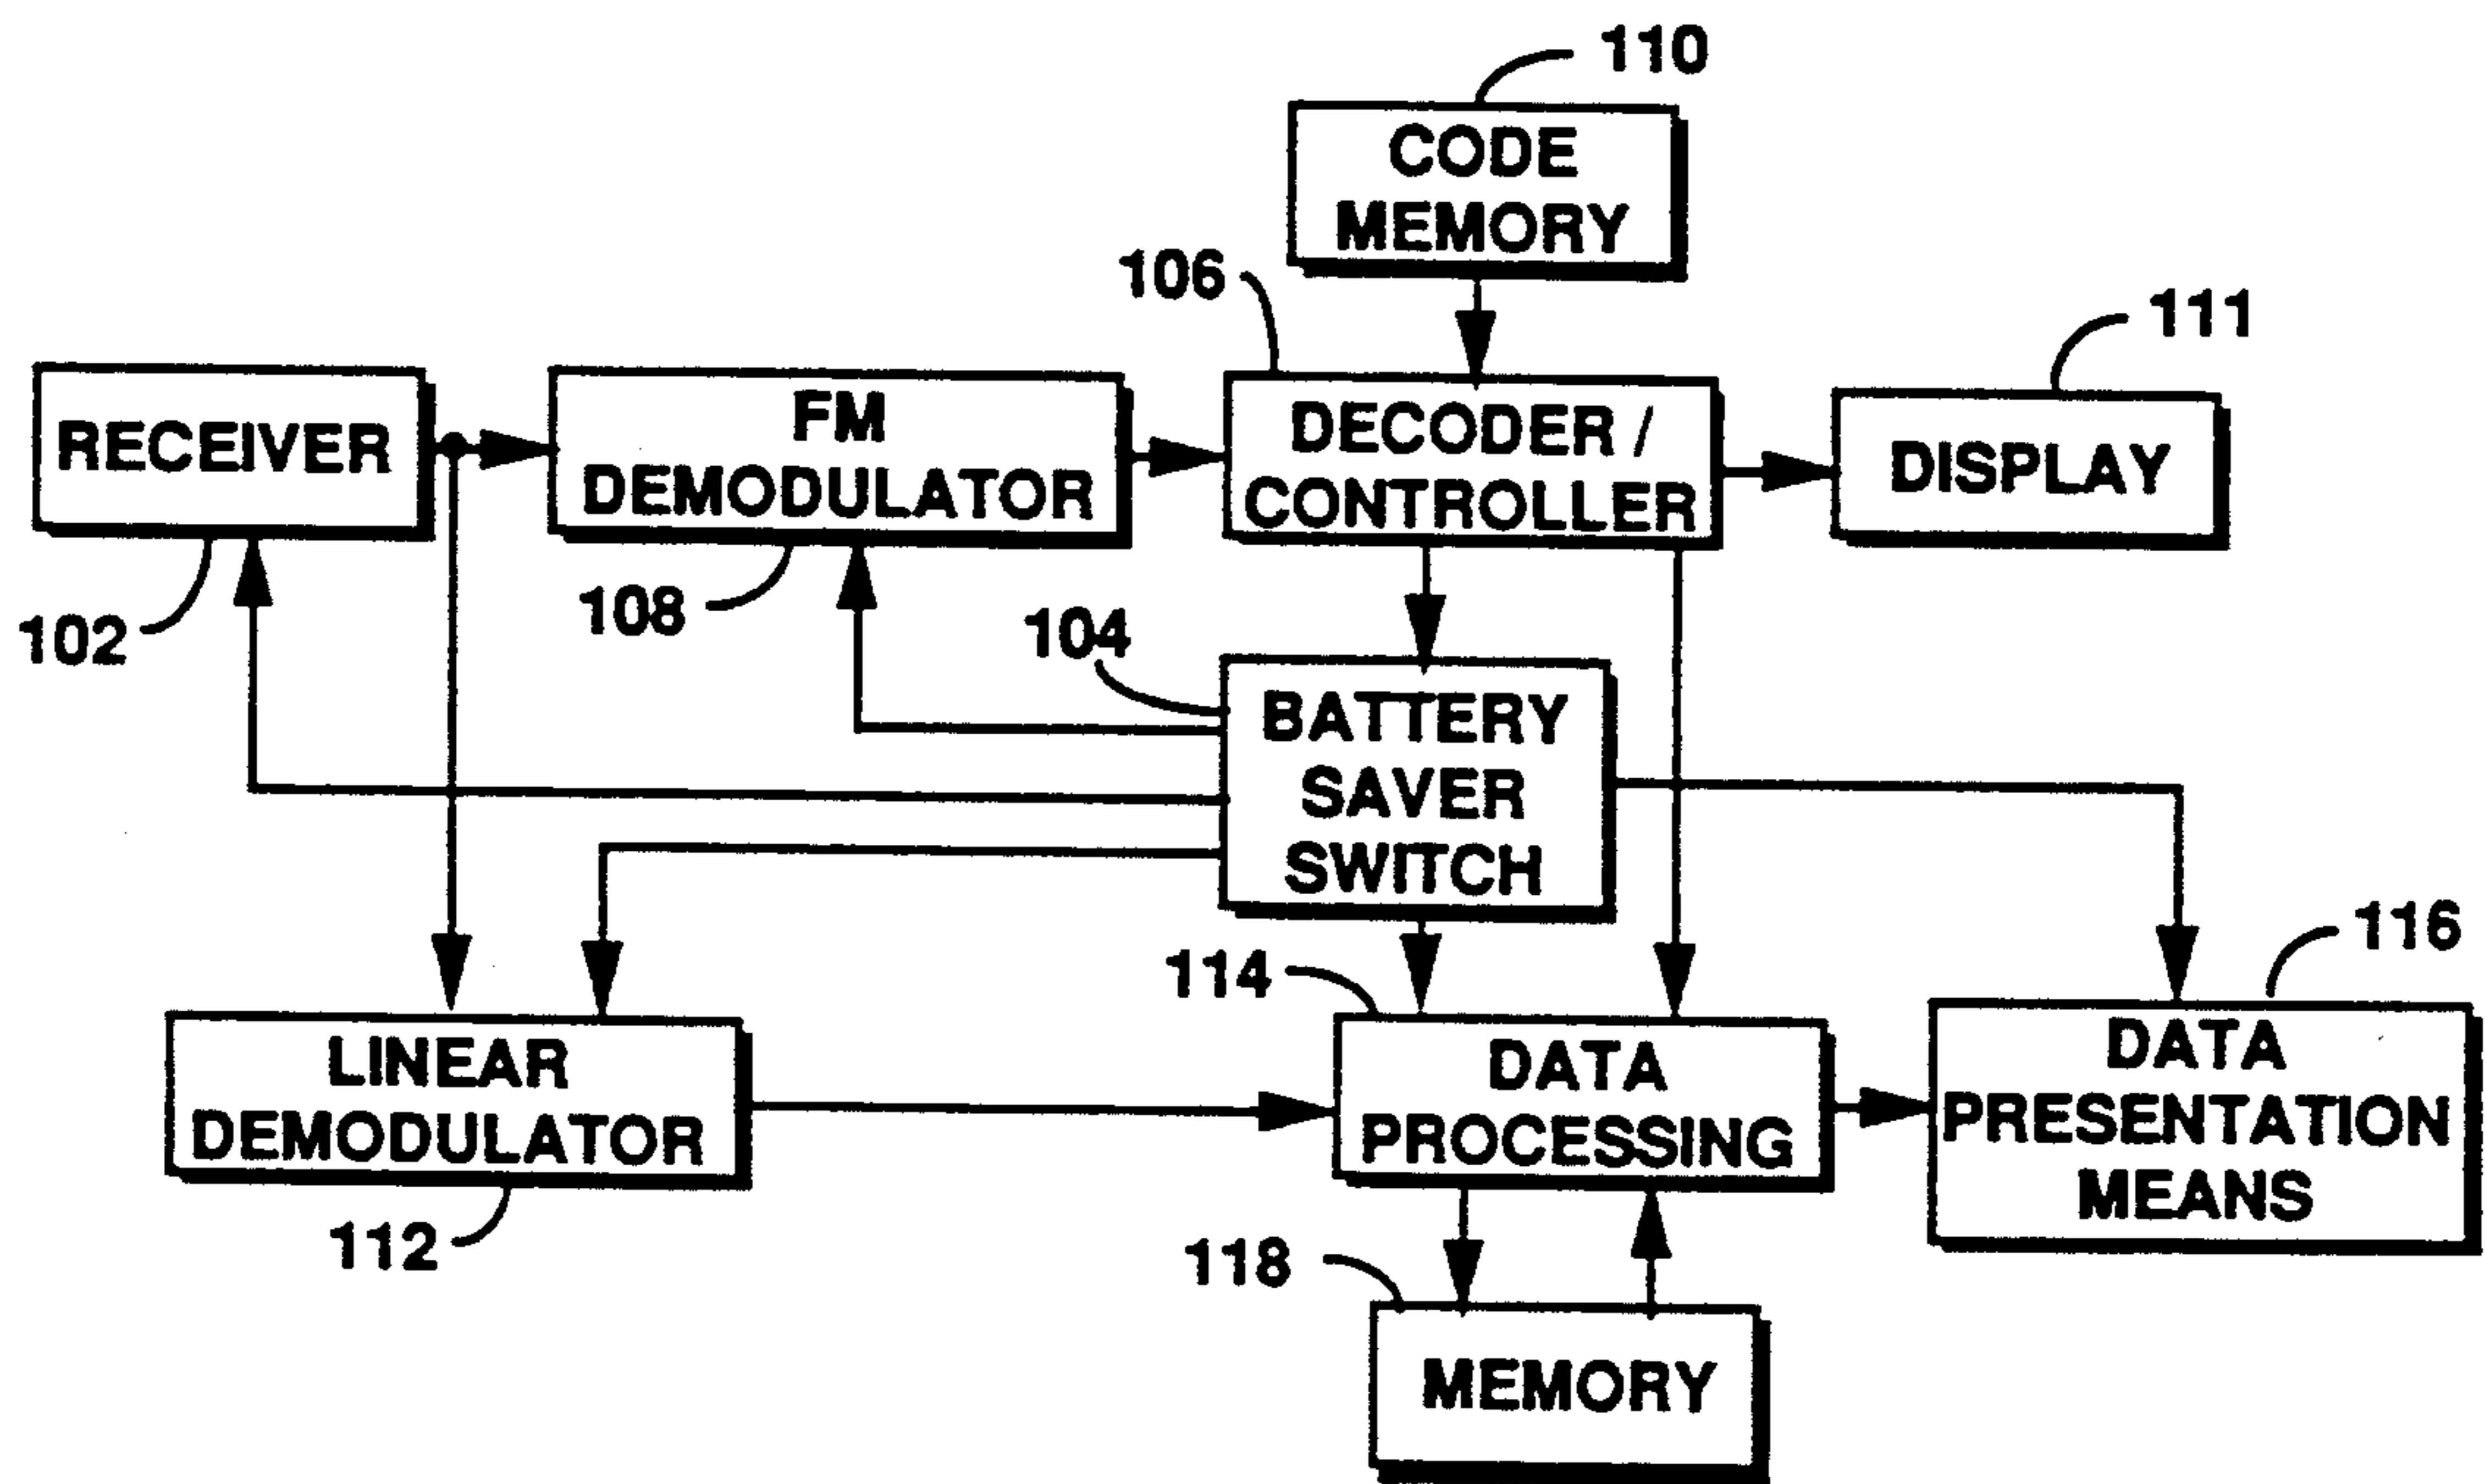 110
CODE
MEMORY
106
111
RECEIVER
FM
DEMODULATOR
DECODER /
CONTROLLER
DISPLAY
102
108
104
BATTERY
SAVER
SWITCH
114
116
LINEAR
DEMODULATOR
DATA
PROCESSING
DATA
PRESENTATION
MEANS
112
118
MEMORY